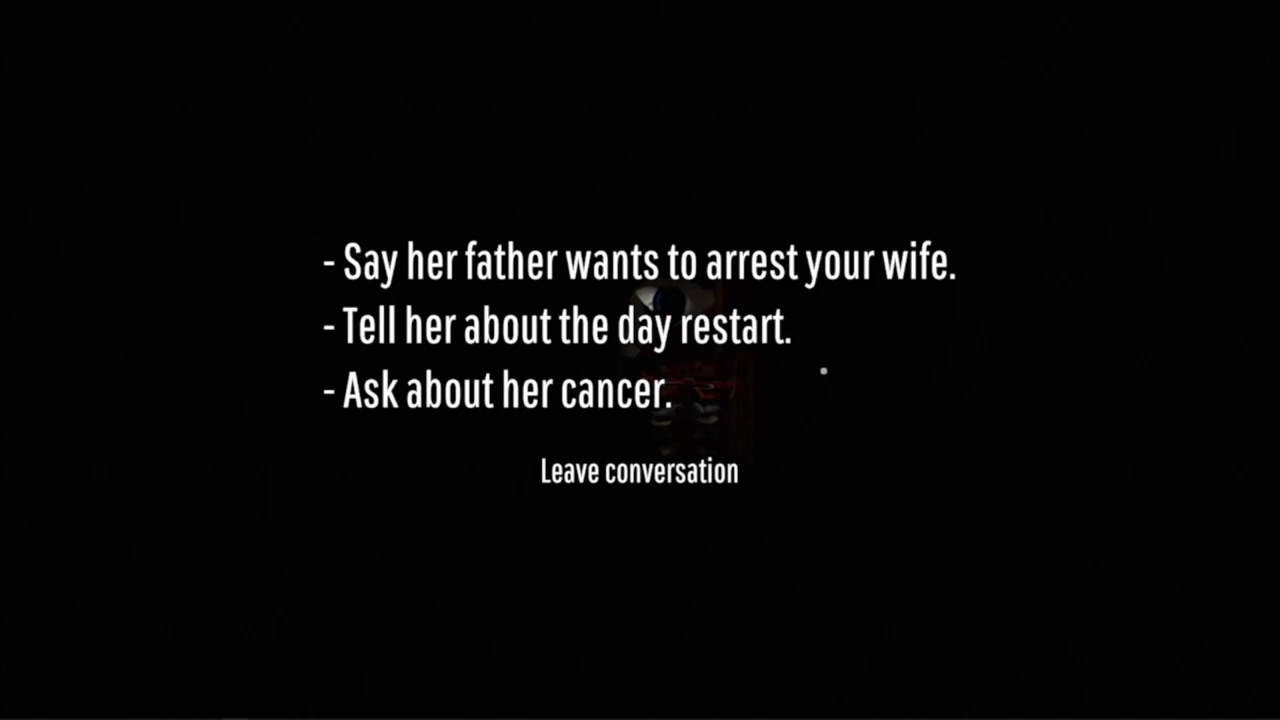 - Say her father wants to arrest your wife.
- Tell her about the day restart.
- Ask about her cancer.
Leave conversation